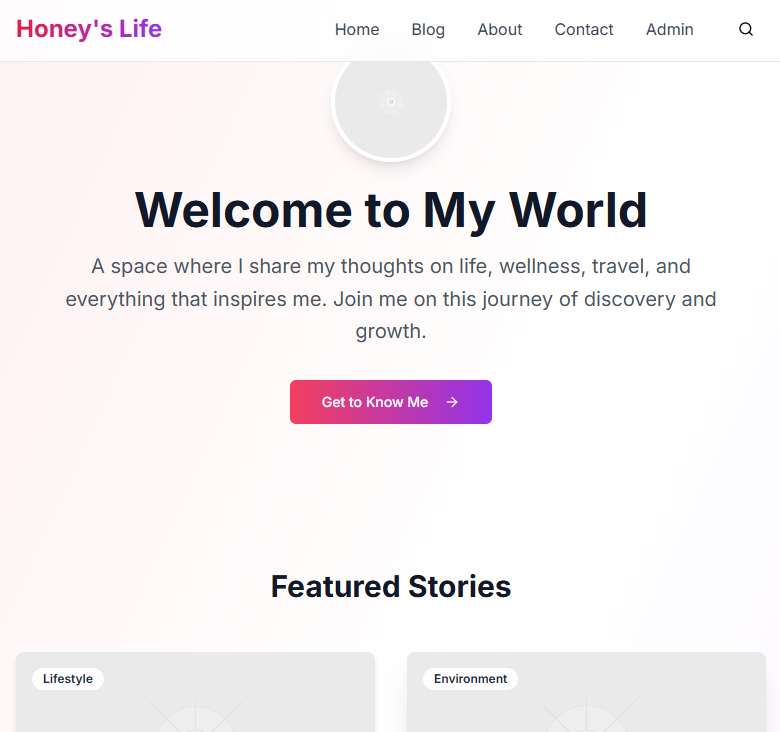 Honey's Life
Home
Blog
About
Contact
Admin
Welcome to My World
A space where I share my thoughts on life, wellness, travel, and
everything that inspires me. Join me on this journey of discovery and
growth.
Get to Know Me
Featured Stories
Lifestyle
Environment